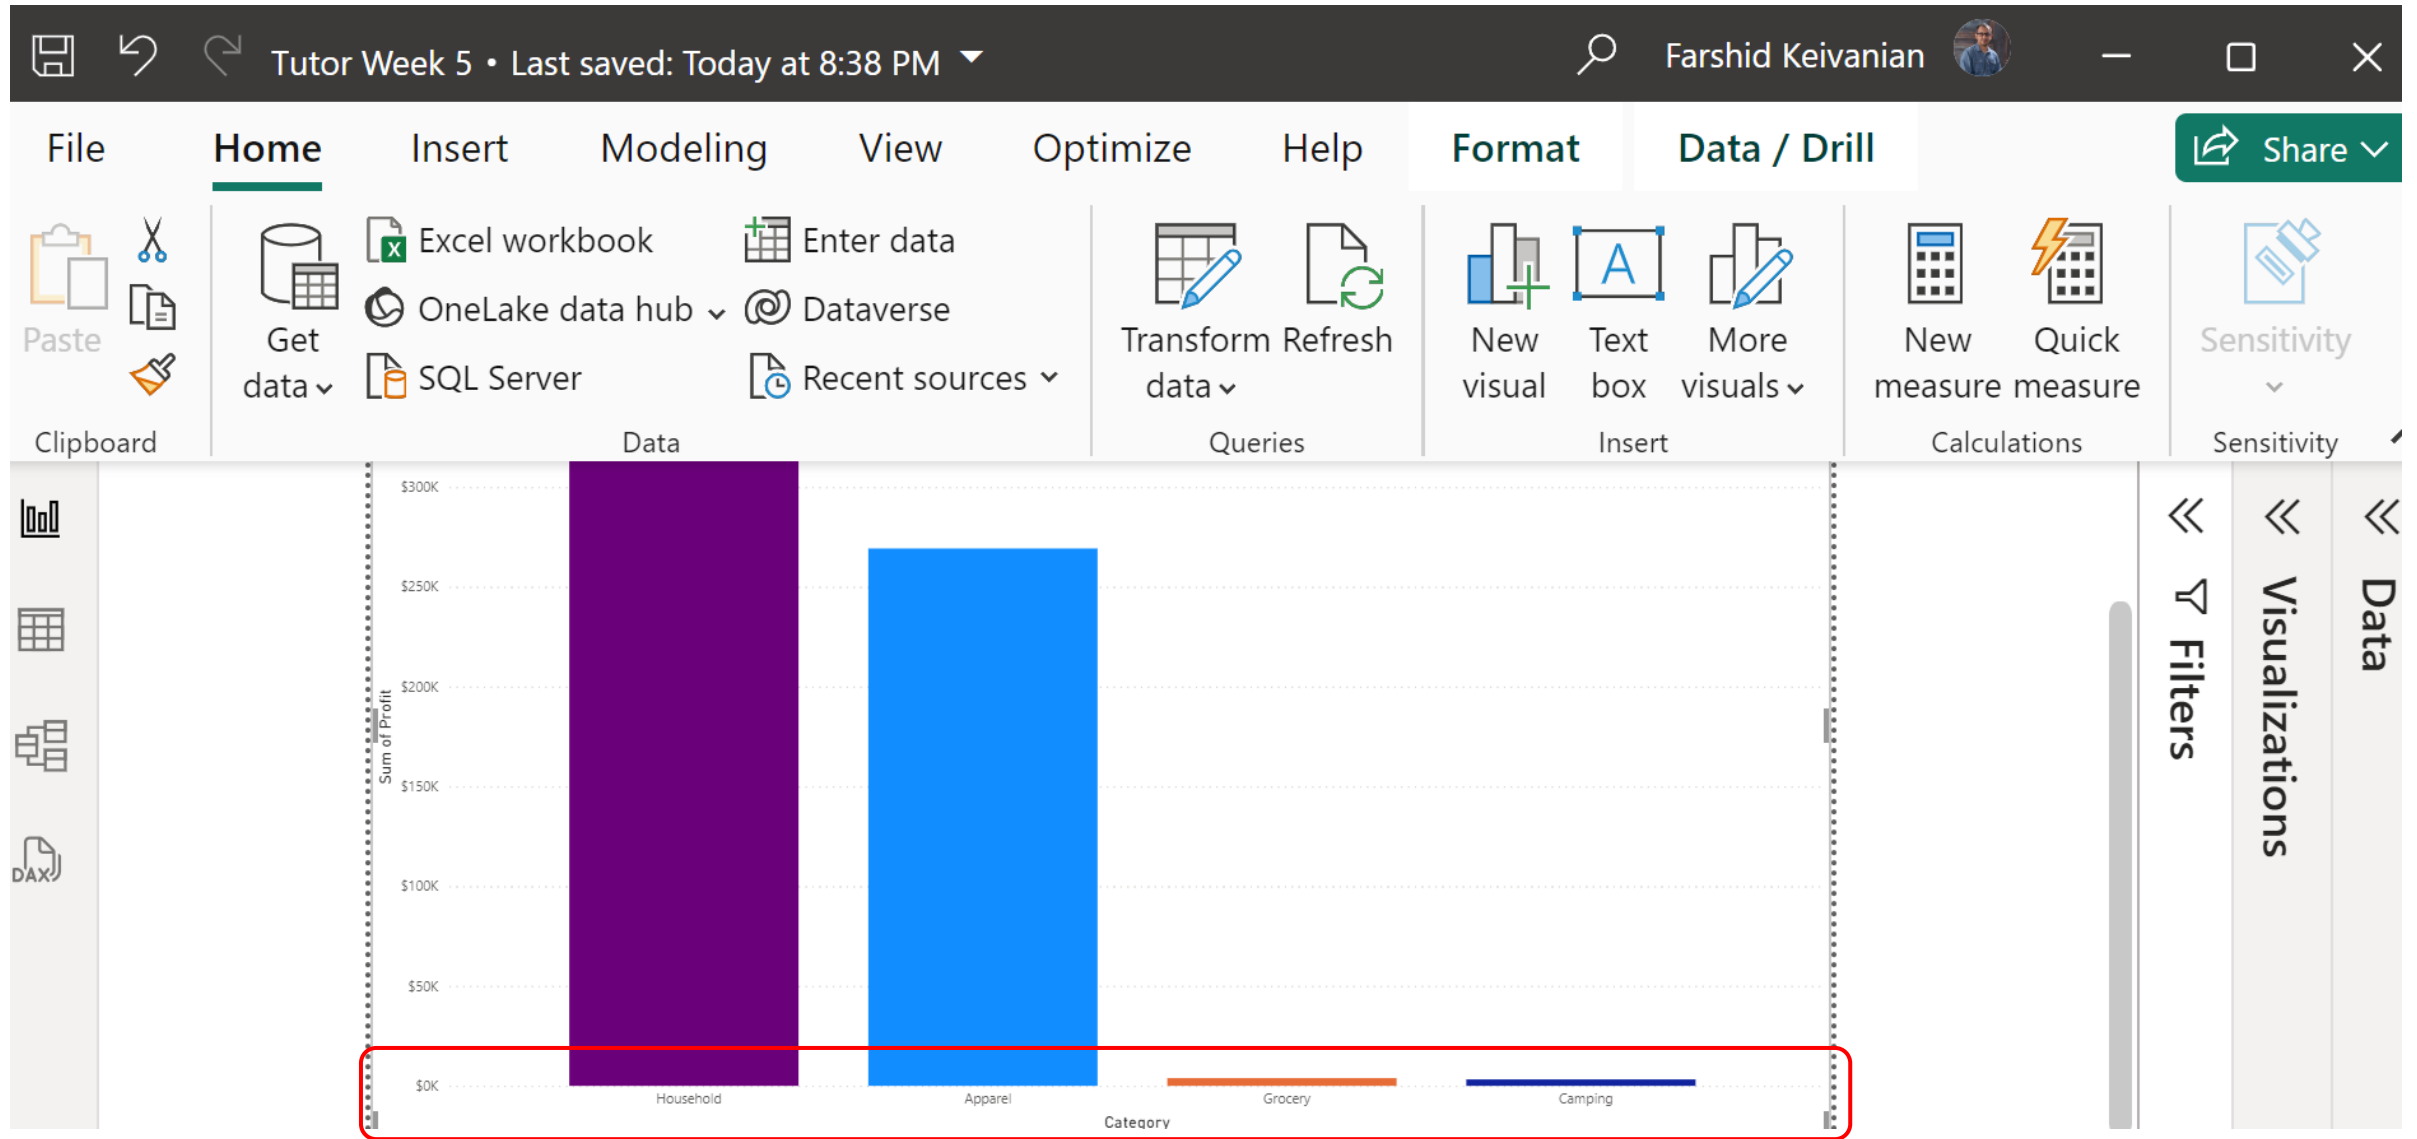 Tutor Week 5 • Last saved: Today at 8:38 PM
Farshid Keivanian
File Home Insert Modeling View Optimize Help Format Data / Drill Share
Paste
Clipboard
Get data
Excel workbook
OneLake data hub
SQL Server
Enter data
Dataverse
Recent sources
Data
Transform data
Refresh
Queries
New visual
Text box
More visuals
Insert
New measure
Quick measure
Calculations
Sensitivity
Sensitivity
DAX
$300K
$250K
$200K
$150K
$100K
$50K
$0K
Sum of Profit
Household Apparel Grocery Camping
Category
Filters
Visualizations
Data